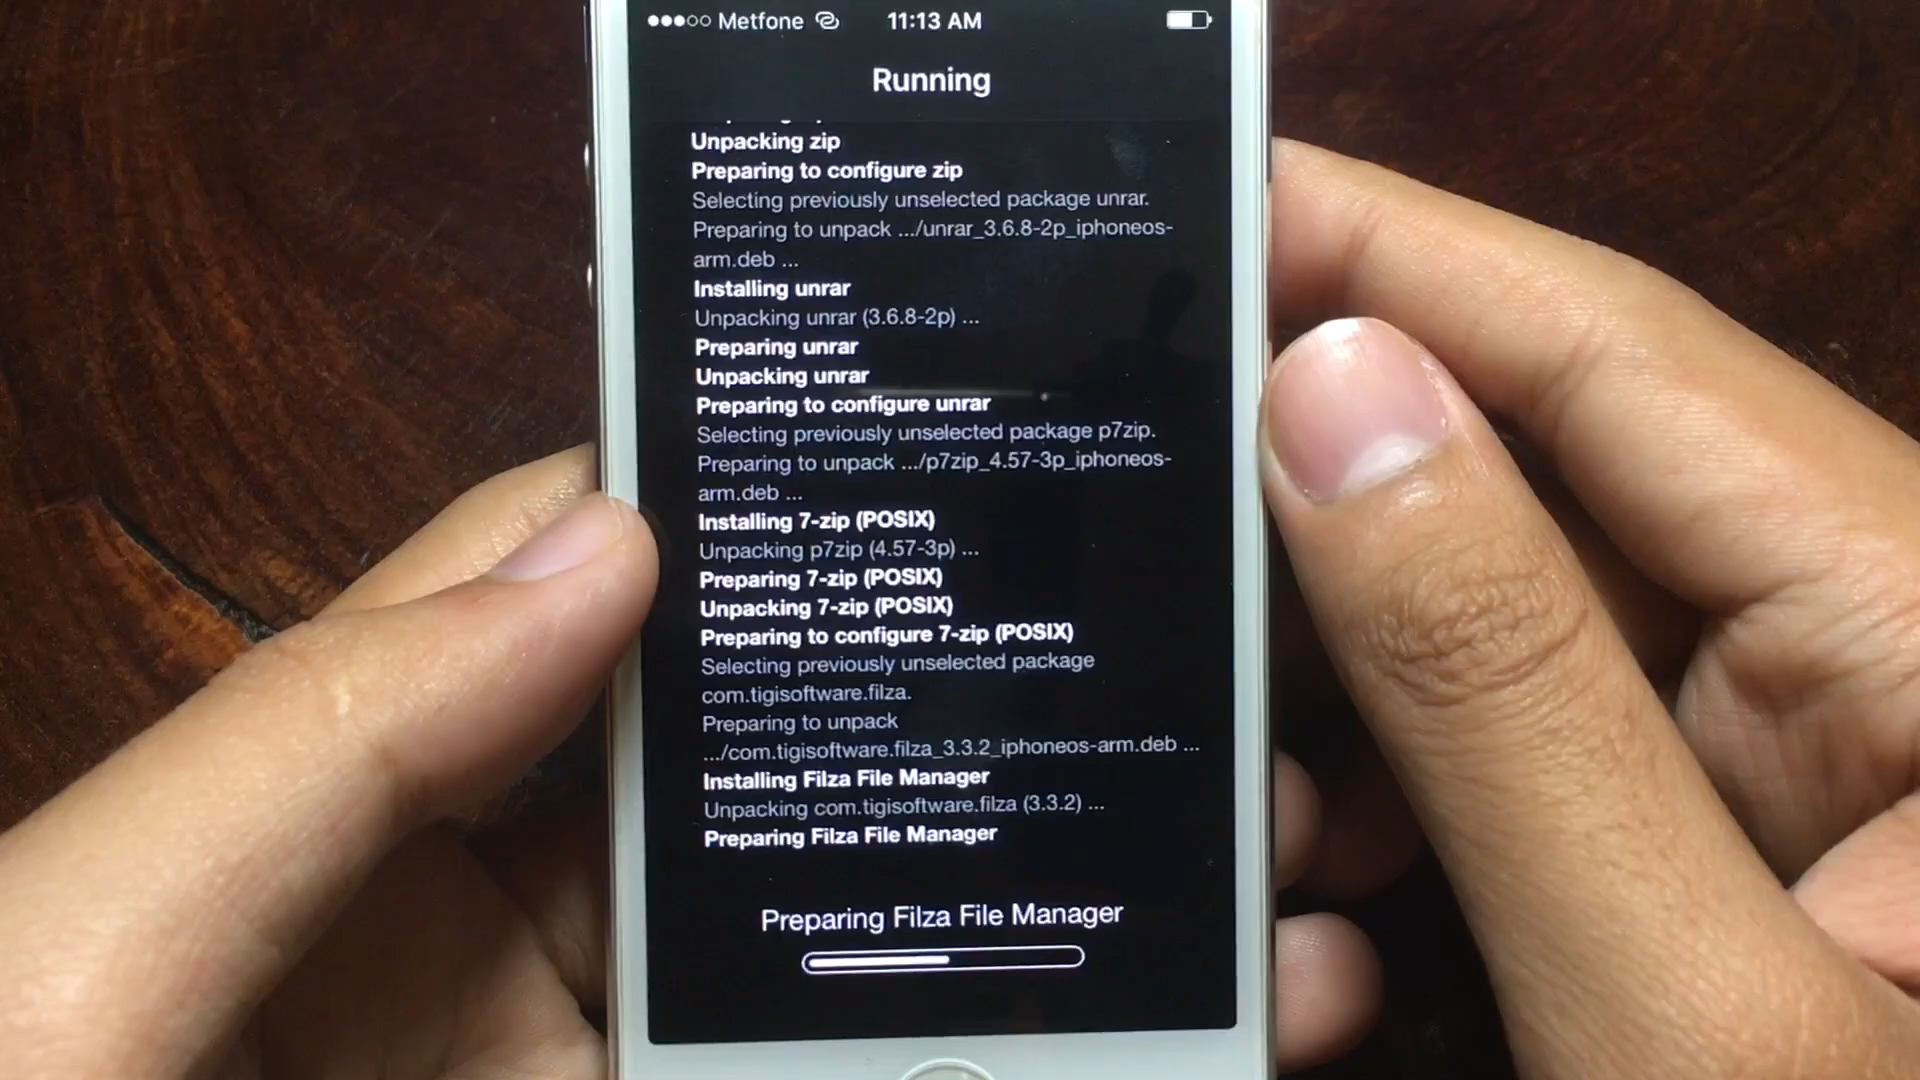 Metfone 11:13 AM
Running
Unpacking zip
Preparing to configure zip
Selecting previously unselected package unrar.
Preparing to unpack .../unrar_3.6.8-2p_iphoneos-
arm.deb ...
Installing unrar
Unpacking unrar (3.6.8-2p) ...
Preparing unrar
Unpacking unrar
Preparing to configure unrar
Selecting previously unselected package p7zip.
Preparing to unpack .../p7zip_4.57-3p_iphoneos-
arm.deb ...
Installing 7-zip (POSIX)
Unpacking p7zip (4.57-3p) ...
Preparing 7-zip (POSIX)
Unpacking 7-zip (POSIX)
Preparing to configure 7-zip (POSIX)
Selecting previously unselected package
com.tigisoftware.filza.
Preparing to unpack
.../com.tigisoftware.filza_3.3.2_iphoneos-arm.deb ...
Installing Filza File Manager
Unpacking com.tigisoftware.filza (3.3.2) ...
Preparing Filza File Manager
Preparing Filza File Manager